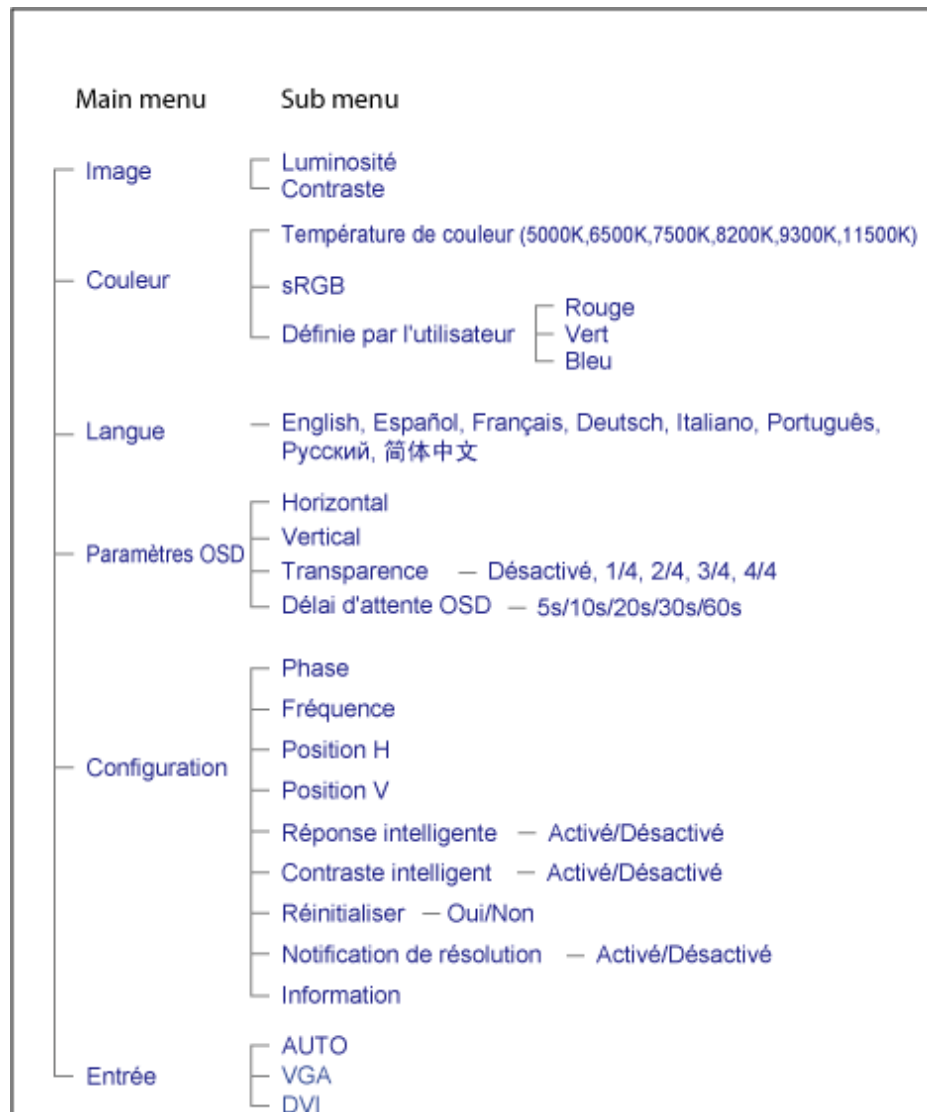 Main menu Sub menu
Image
Luminosité
Contraste
Couleur
Température de couleur (5000K,6500K,7500K,8200K,9300K,11500K)
sRGB
Définie par l'utilisateur
Rouge
Vert
Bleu
Langue
English, Español, Français, Deutsch, Italiano, Português,
Русский, 简体中文
Paramètres OSD
Horizontal
Vertical
Transparence — Désactivé, 1/4, 2/4, 3/4, 4/4
Délai d'attente OSD — 5s/10s/20s/30s/60s
Configuration
Phase
Fréquence
Position H
Position V
Réponse intelligente — Activé/Désactivé
Contraste intelligent — Activé/Désactivé
Réinitialiser — Oui/Non
Notification de résolution — Activé/Désactivé
Information
Entrée
AUTO
VGA
DVI